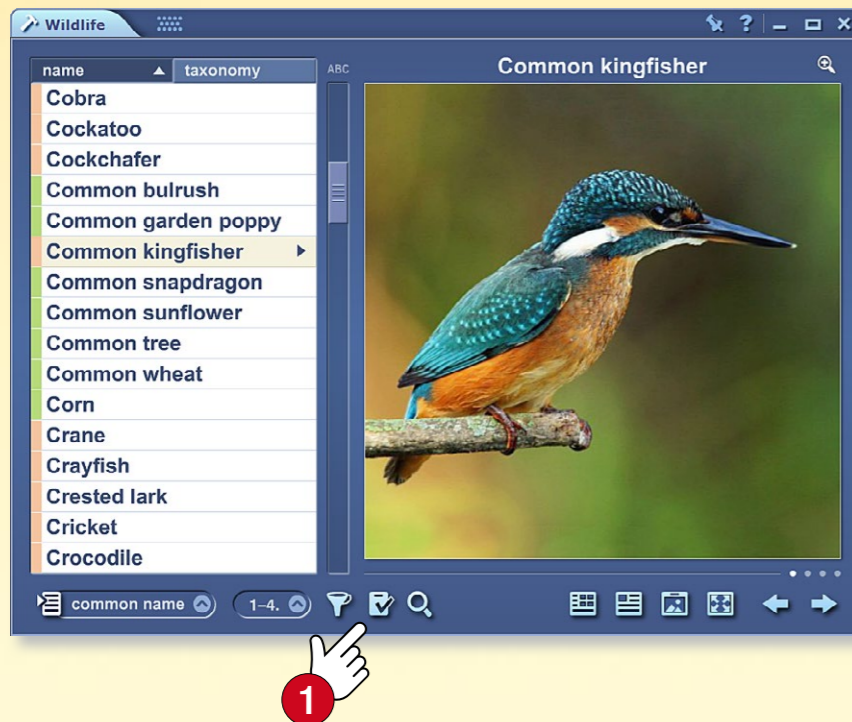 Wildlife
?
name
taxonomy
ABC
Common kingfisher
Cobra
Cockatoo
Cockchafer
Common bulrush
Common garden poppy
Common kingfisher
Common snapdragon
Common sunflower
Common tree
Common wheat
Corn
Crane
Crayfish
Crested lark
Cricket
Crocodile
common name
1–4.
1